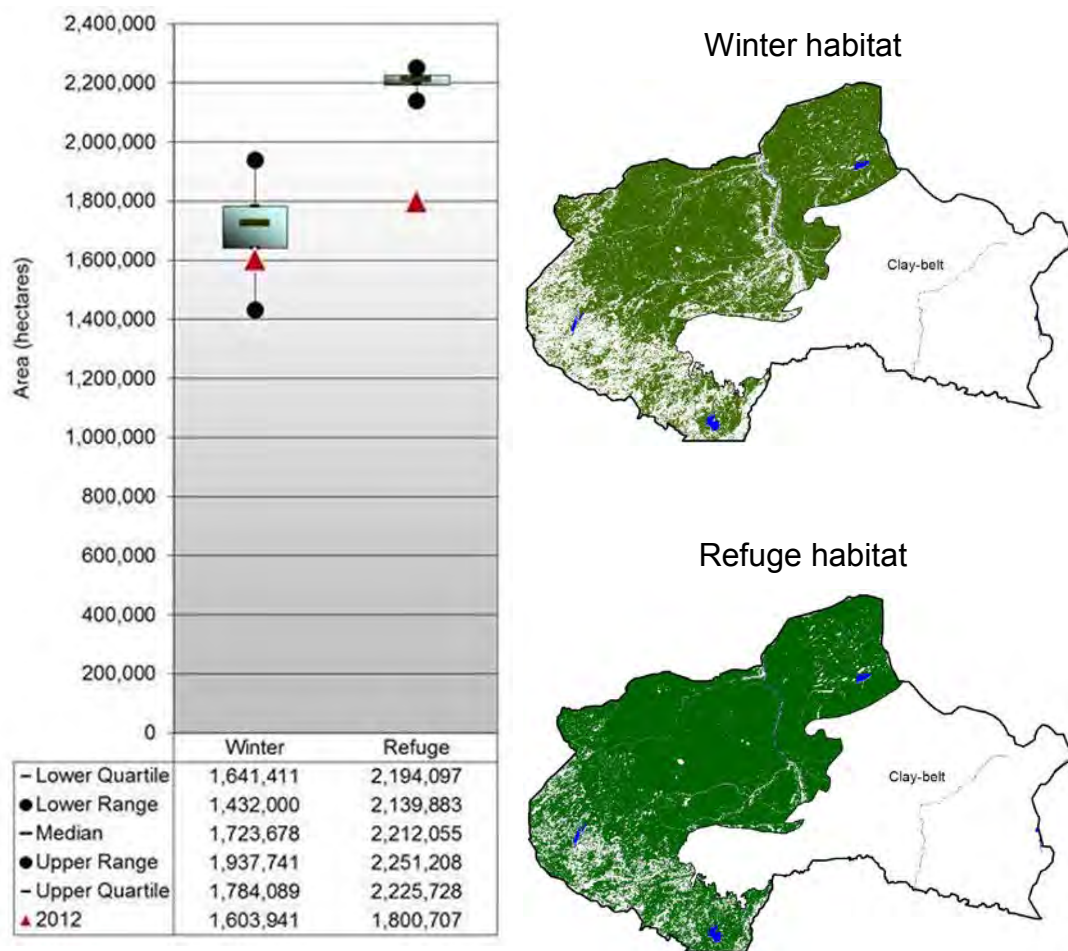 2,400,000
2,200,000
2,000,000
1,800,000
1,600,000
1,400,000
1,200,000
1,000,000
800,000
600,000
400,000
200,000
0
Area (hectares)
Winter Refuge
– Lower Quartile 1,641,411 2,194,097
● Lower Range 1,432,000 2,139,883
– Median 1,723,678 2,212,055
● Upper Range 1,937,741 2,251,208
– Upper Quartile 1,784,089 2,225,728
▲ 2012 1,603,941 1,800,707
Winter habitat
Clay-belt
Refuge habitat
Clay-belt